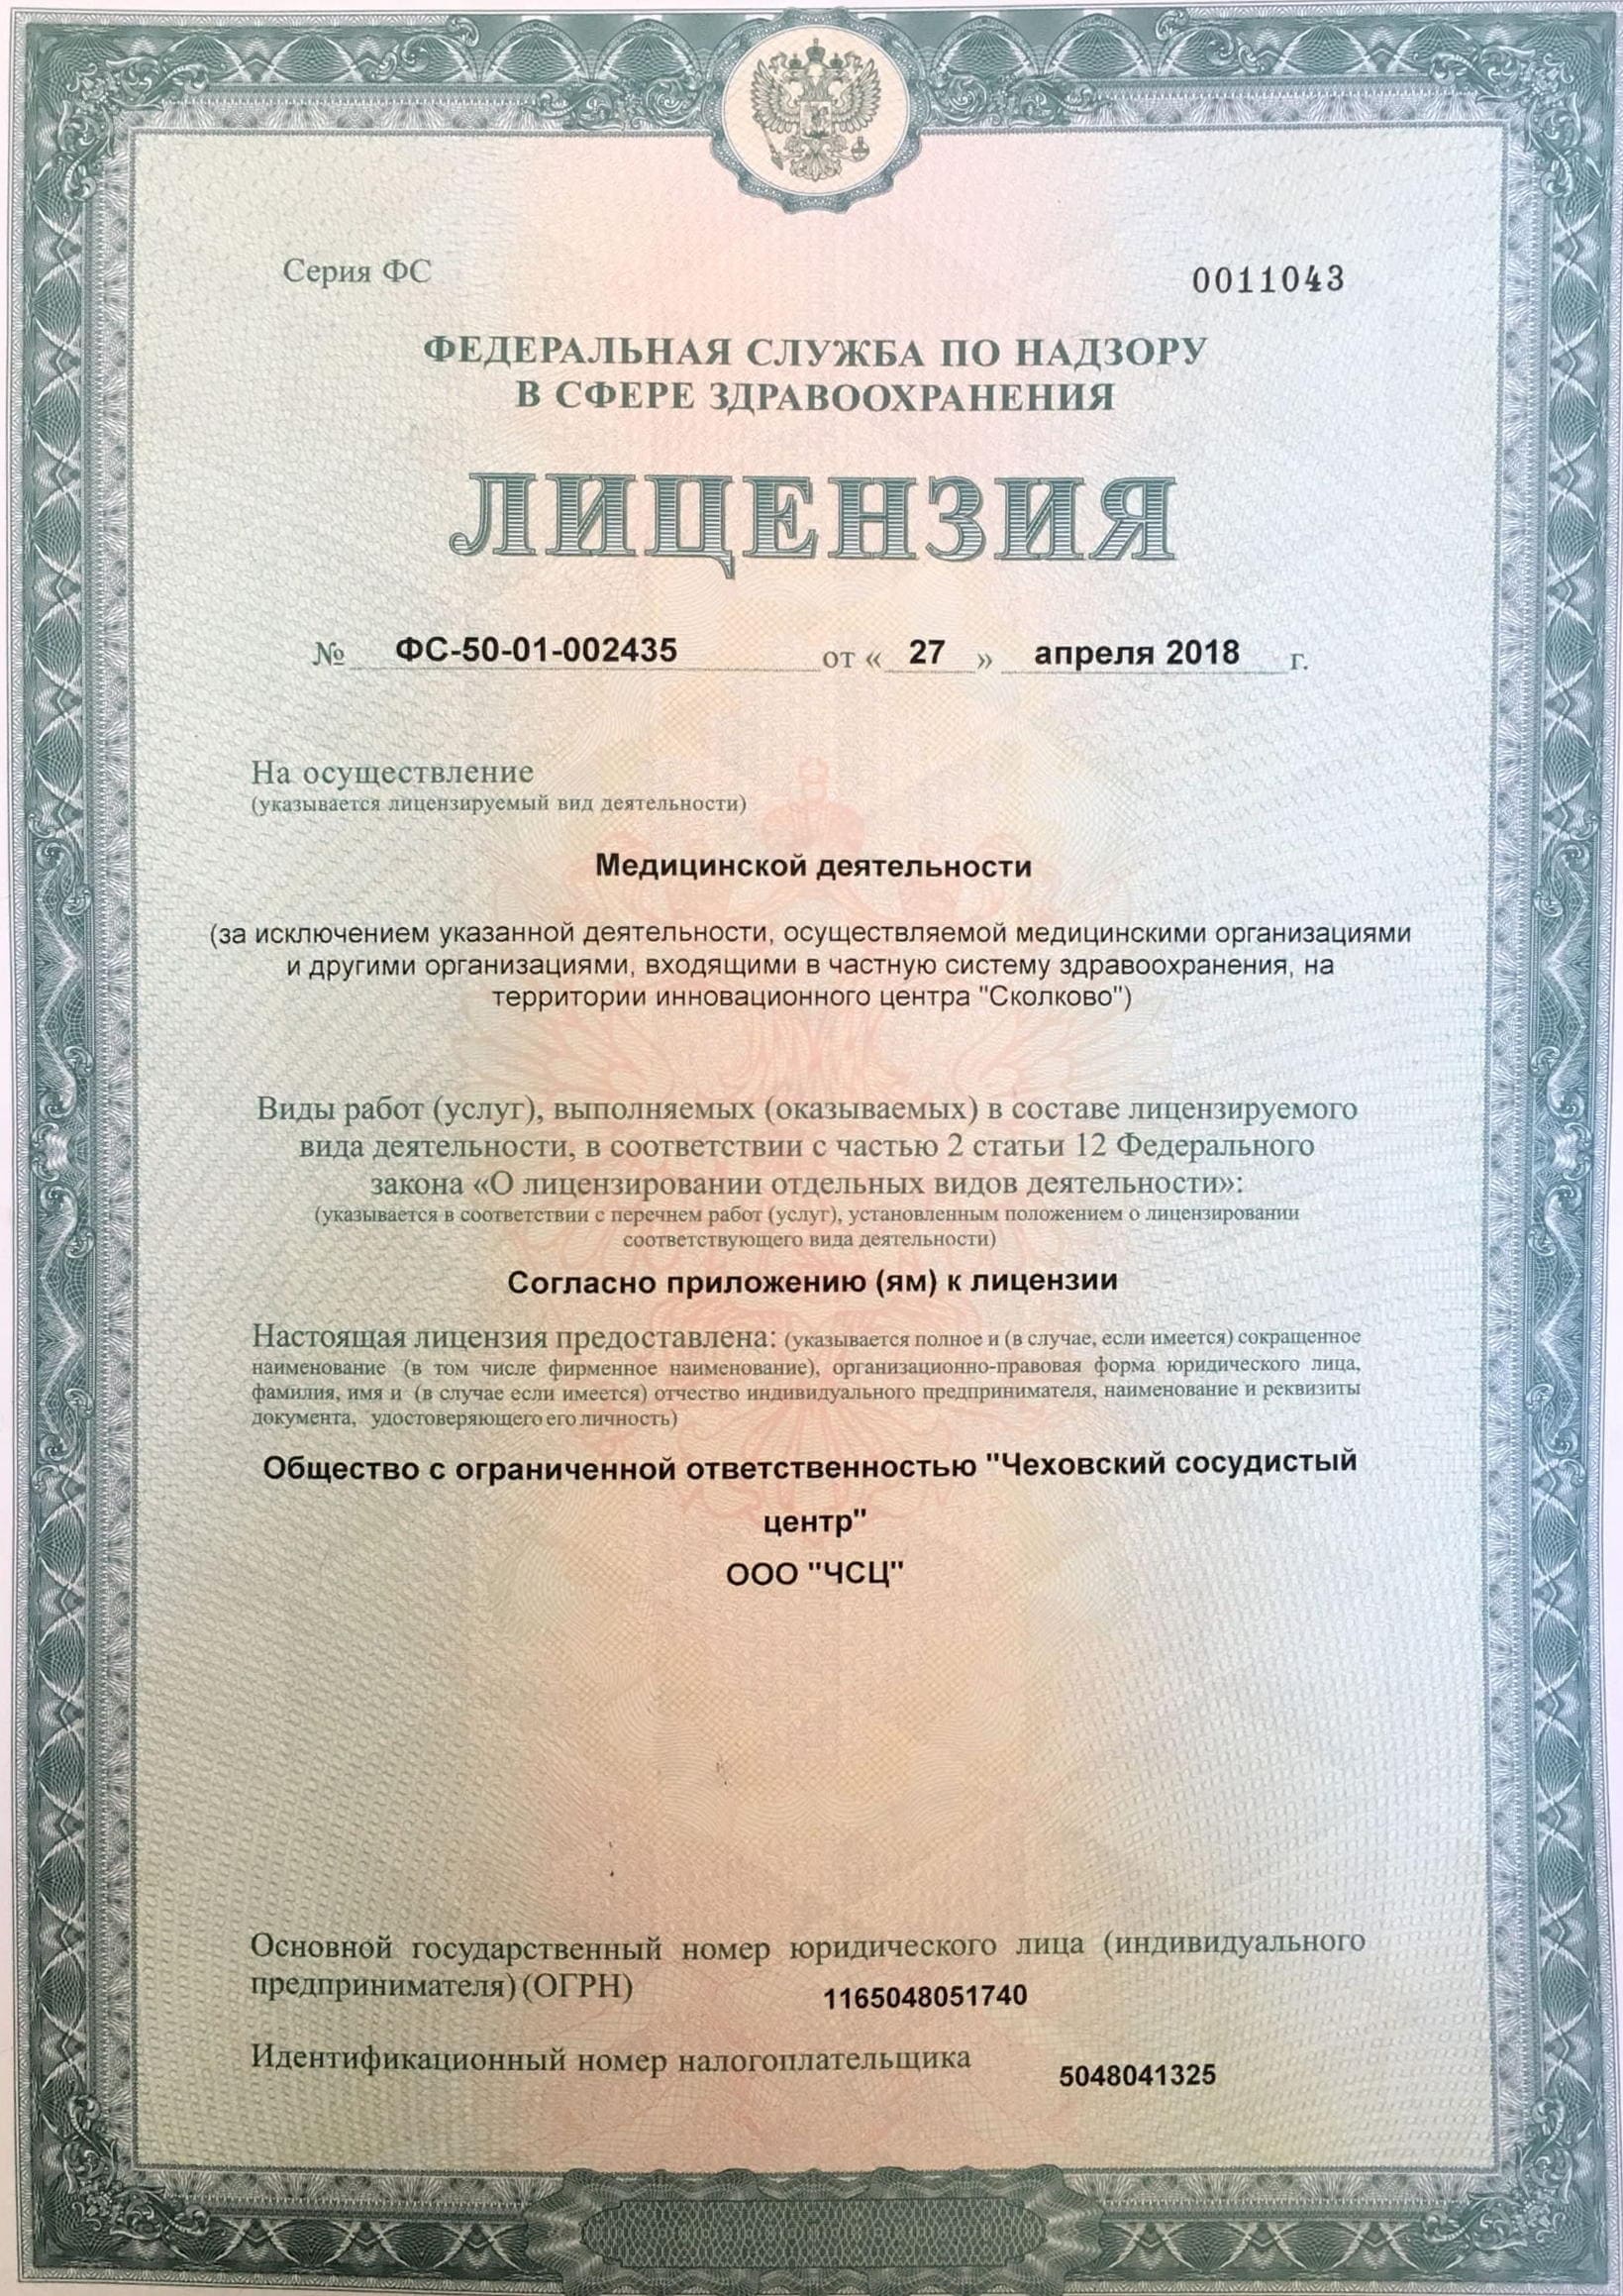 Серия ФС
0011043
ФЕДЕРАЛЬНАЯ СЛУЖБА ПО НАДЗОРУ
В СФЕРЕ ЗДРАВООХРАНЕНИЯ
ЛИЦЕНЗИЯ
№ ФС-50-01-002435 от « 27 » апреля 2018 г.
На осуществление
(указывается лицензируемый вид деятельности)
Медицинской деятельности
(за исключением указанной деятельности, осуществляемой медицинскими организациями
и другими организациями, входящими в частную систему здравоохранения, на
территории инновационного центра "Сколково")
Виды работ (услуг), выполняемых (оказываемых) в составе лицензируемого
вида деятельности, в соответствии с частью 2 статьи 12 Федерального
закона «О лицензировании отдельных видов деятельности»:
(указывается в соответствии с перечнем работ (услуг), установленным положением о лицензировании
соответствующего вида деятельности)
Согласно приложению (ям) к лицензии
Настоящая лицензия предоставлена: (указывается полное и (в случае, если имеется) сокращенное
наименование (в том числе фирменное наименование), организационно-правовая форма юридического лица,
фамилия, имя и (в случае если имеется) отчество индивидуального предпринимателя, наименование и реквизиты
документа, удостоверяющего его личность)
Общество с ограниченной ответственностью "Чеховский сосудистый
центр"
ООО "ЧСЦ"
Основной государственный номер юридического лица (индивидуального
предпринимателя) (ОГРН) 1165048051740
Идентификационный номер налогоплательщика 5048041325